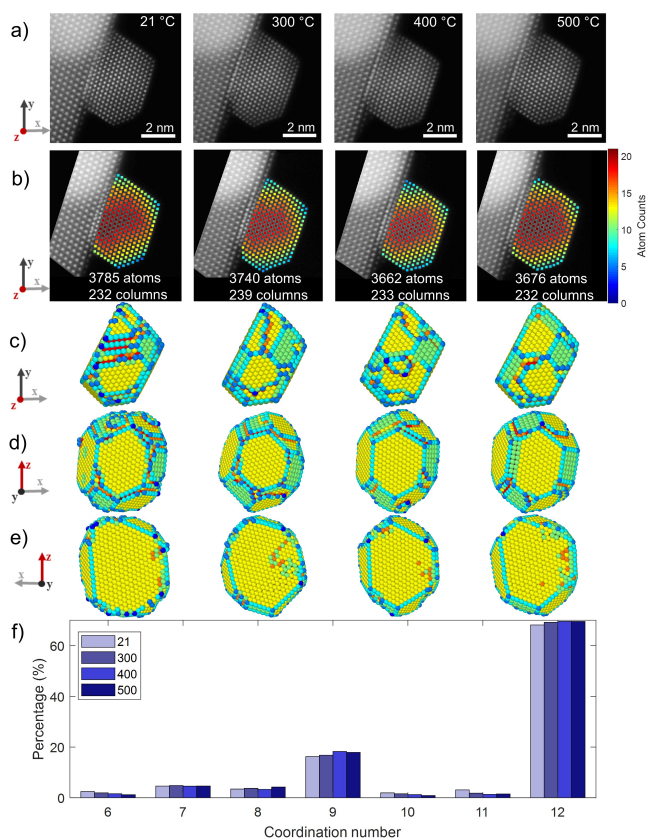 a)
21 °C
300 °C
400 °C
500 °C
2 nm
2 nm
2 nm
2 nm
y
x
z
b)
3785 atoms
232 columns
3740 atoms
239 columns
3662 atoms
233 columns
3676 atoms
232 columns
20
15
10
5
0
Atom Counts
y
x
z
c)
y
x
z
d)
z
x
y
e)
z
x
y
f)
Percentage (%)
60
40
20
0
21
300
400
500
6
7
8
9
10
11
12
Coordination number